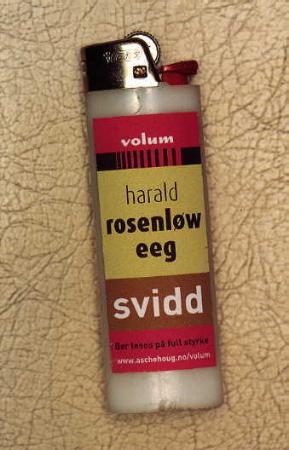 volum
harald
rosenløw
eeg
svidd
Bør leses på full styrke
www.aschehoug.no/volum